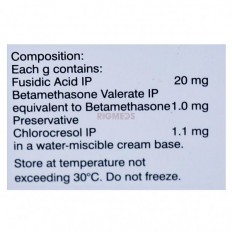 Composition:
Each g contains:
Fusidic Acid IP 20 mg
Betamethasone Valerate IP
equivalent to Betamethasone 1.0 mg
Preservative
RIGMEDS
Chlorocresol IP 1.1 mg
in a water-miscible cream base.
Store at temperature not
exceeding 30°C. Do not freeze.